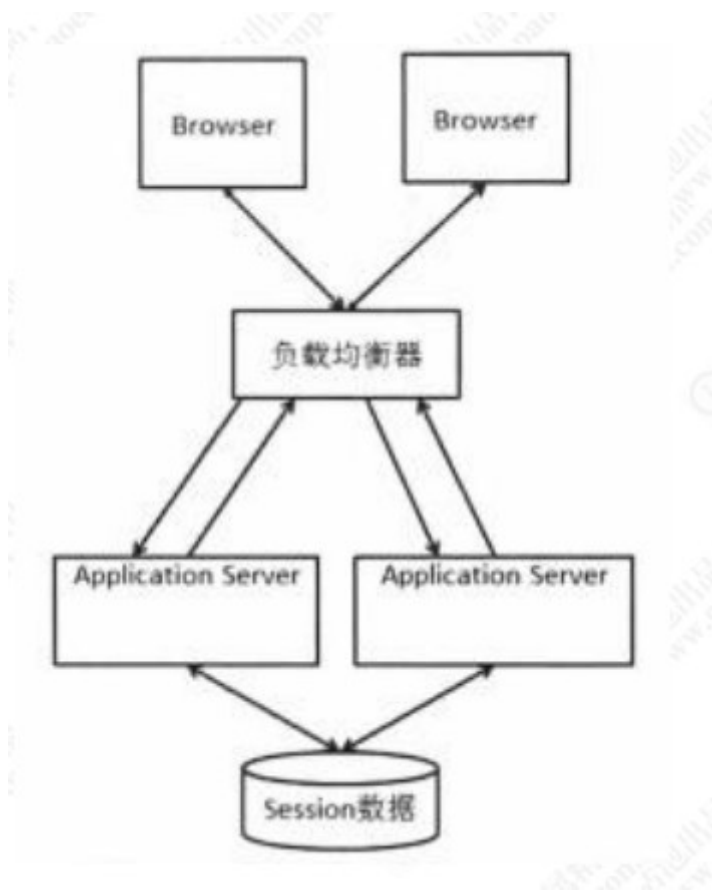 Browser
Browser
负载均衡器
Application Server
Application Server
Session数据